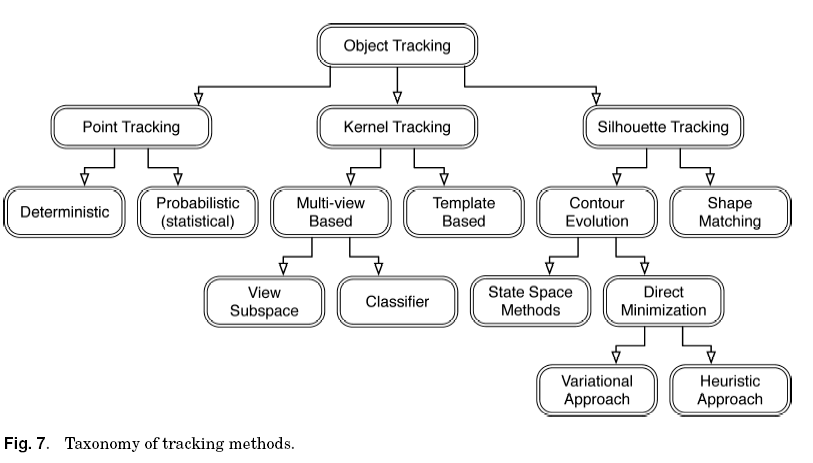 Object Tracking
Point Tracking
Kernel Tracking
Silhouette Tracking
Deterministic
Probabilistic
(statistical)
Multi-view
Based
Template
Based
Contour
Evolution
Shape
Matching
View
Subspace
Classifier
State Space
Methods
Direct
Minimization
Variational
Approach
Heuristic
Approach
Fig. 7. Taxonomy of tracking methods.